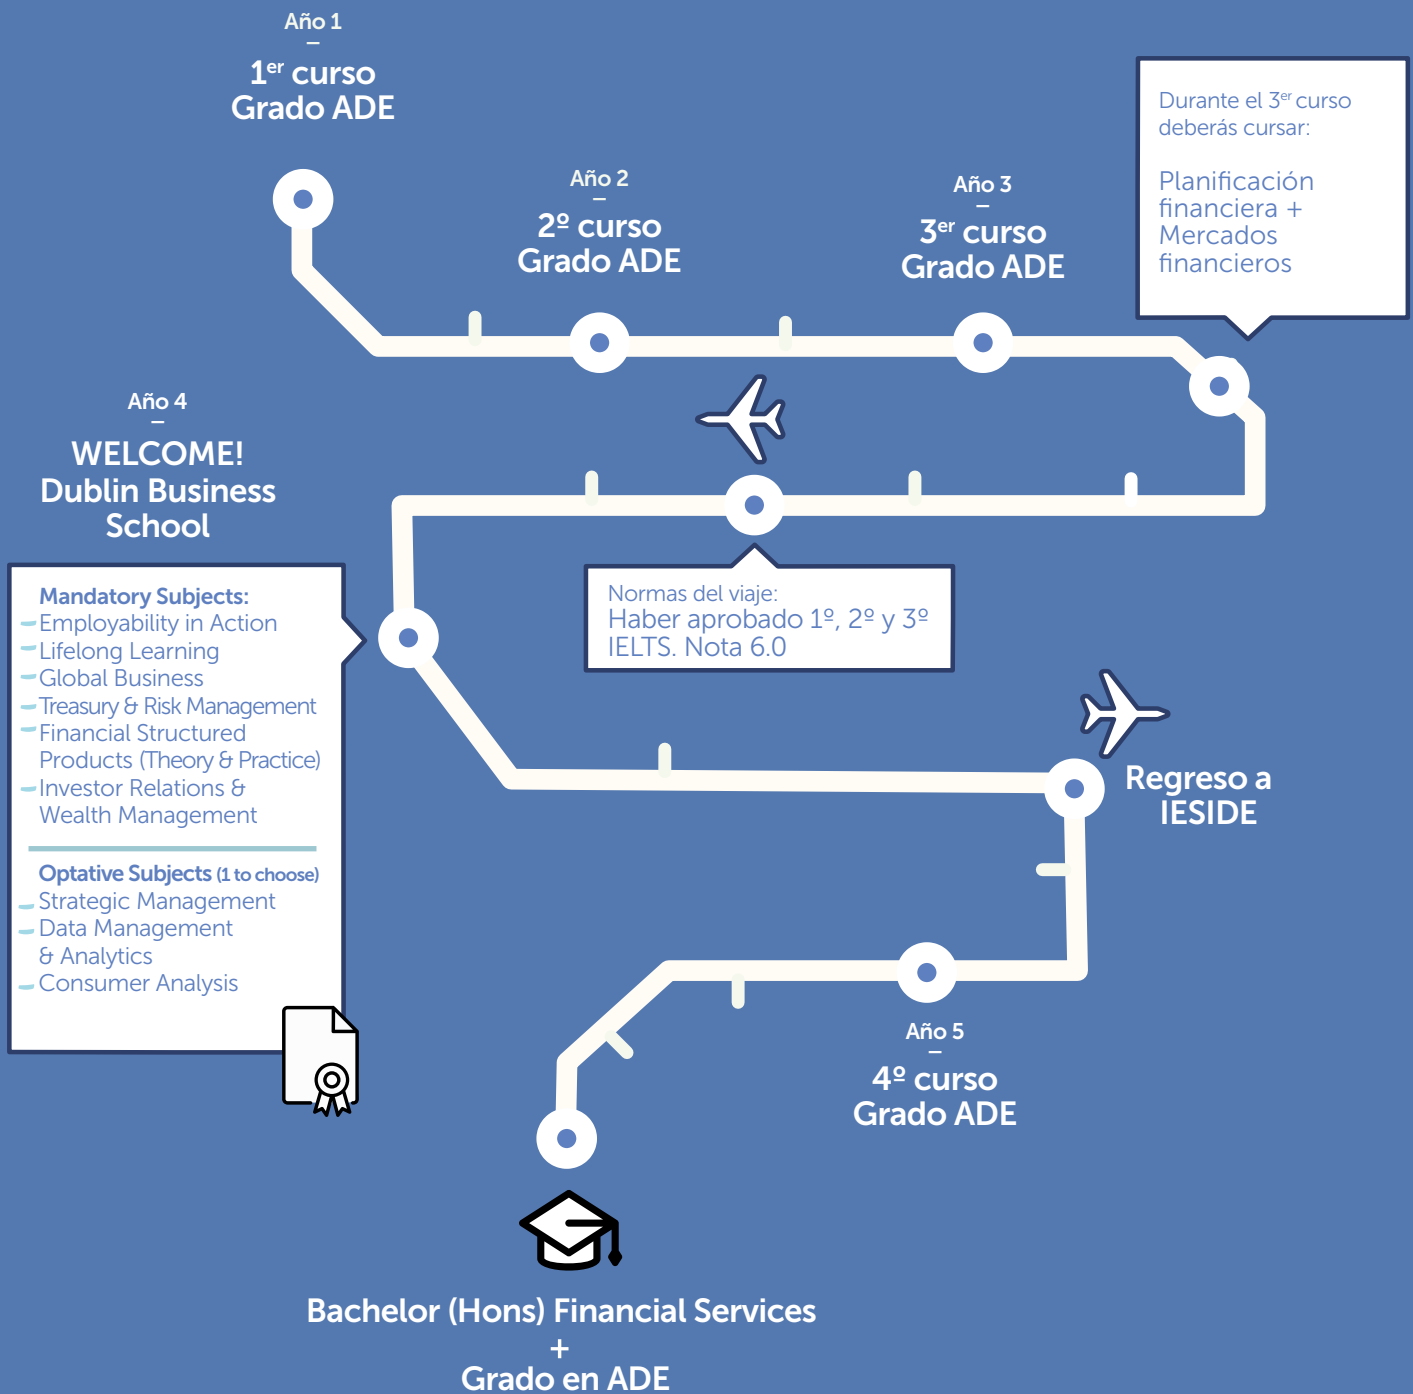 Año 1
–
1er curso
Grado ADE
Año 2
–
2º curso
Grado ADE
Año 3
–
3er curso
Grado ADE
Durante el 3er curso
deberás cursar:
Planificación
financiera +
Mercados
financieros
Año 4
–
WELCOME!
Dublin Business
School
Mandatory Subjects:
Employability in Action
Lifelong Learning
Global Business
Treasury & Risk Management
Financial Structured
Products (Theory & Practice)
Investor Relations &
Wealth Management
Optative Subjects (1 to choose)
Strategic Management
Data Management
& Analytics
Consumer Analysis
Normas del viaje:
Haber aprobado 1º, 2º y 3º
IELTS. Nota 6.0
Regreso a
IESIDE
Año 5
–
4º curso
Grado ADE
Bachelor (Hons) Financial Services
+
Grado en ADE